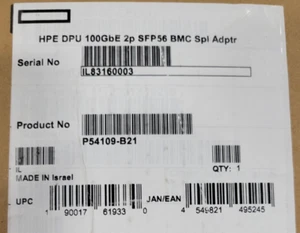 HPE DPU 100GbE 2p SFP56 BMC Spl Adptr
Serial No
IL83160003
Product No
P54109-B21
IL
QTY: 1
MADE IN Israel
UPC JAN/EAN
1 90017 61933 0 4 549821 495245